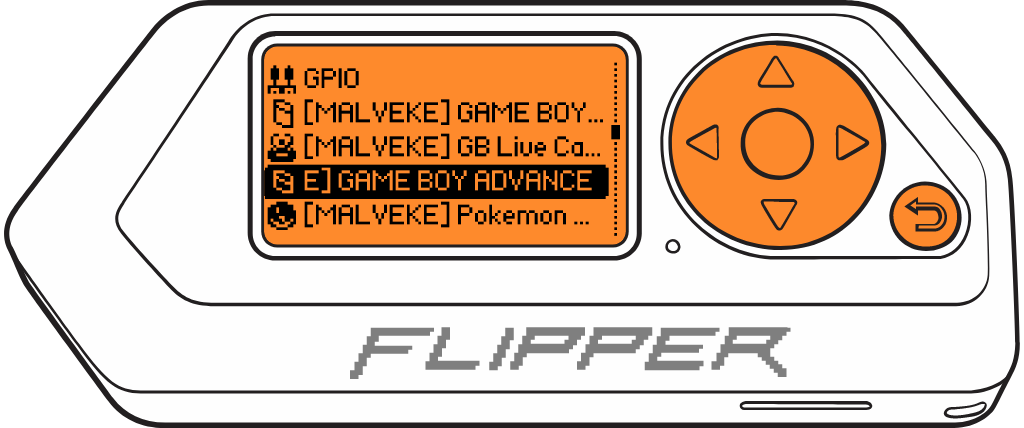 GPIO
[MALVEKE] GAME BOY...
[MALVEKE] GB Live Ca...
E] GAME BOY ADVANCE
[MALVEKE] Pokemon ...
FLIPPER